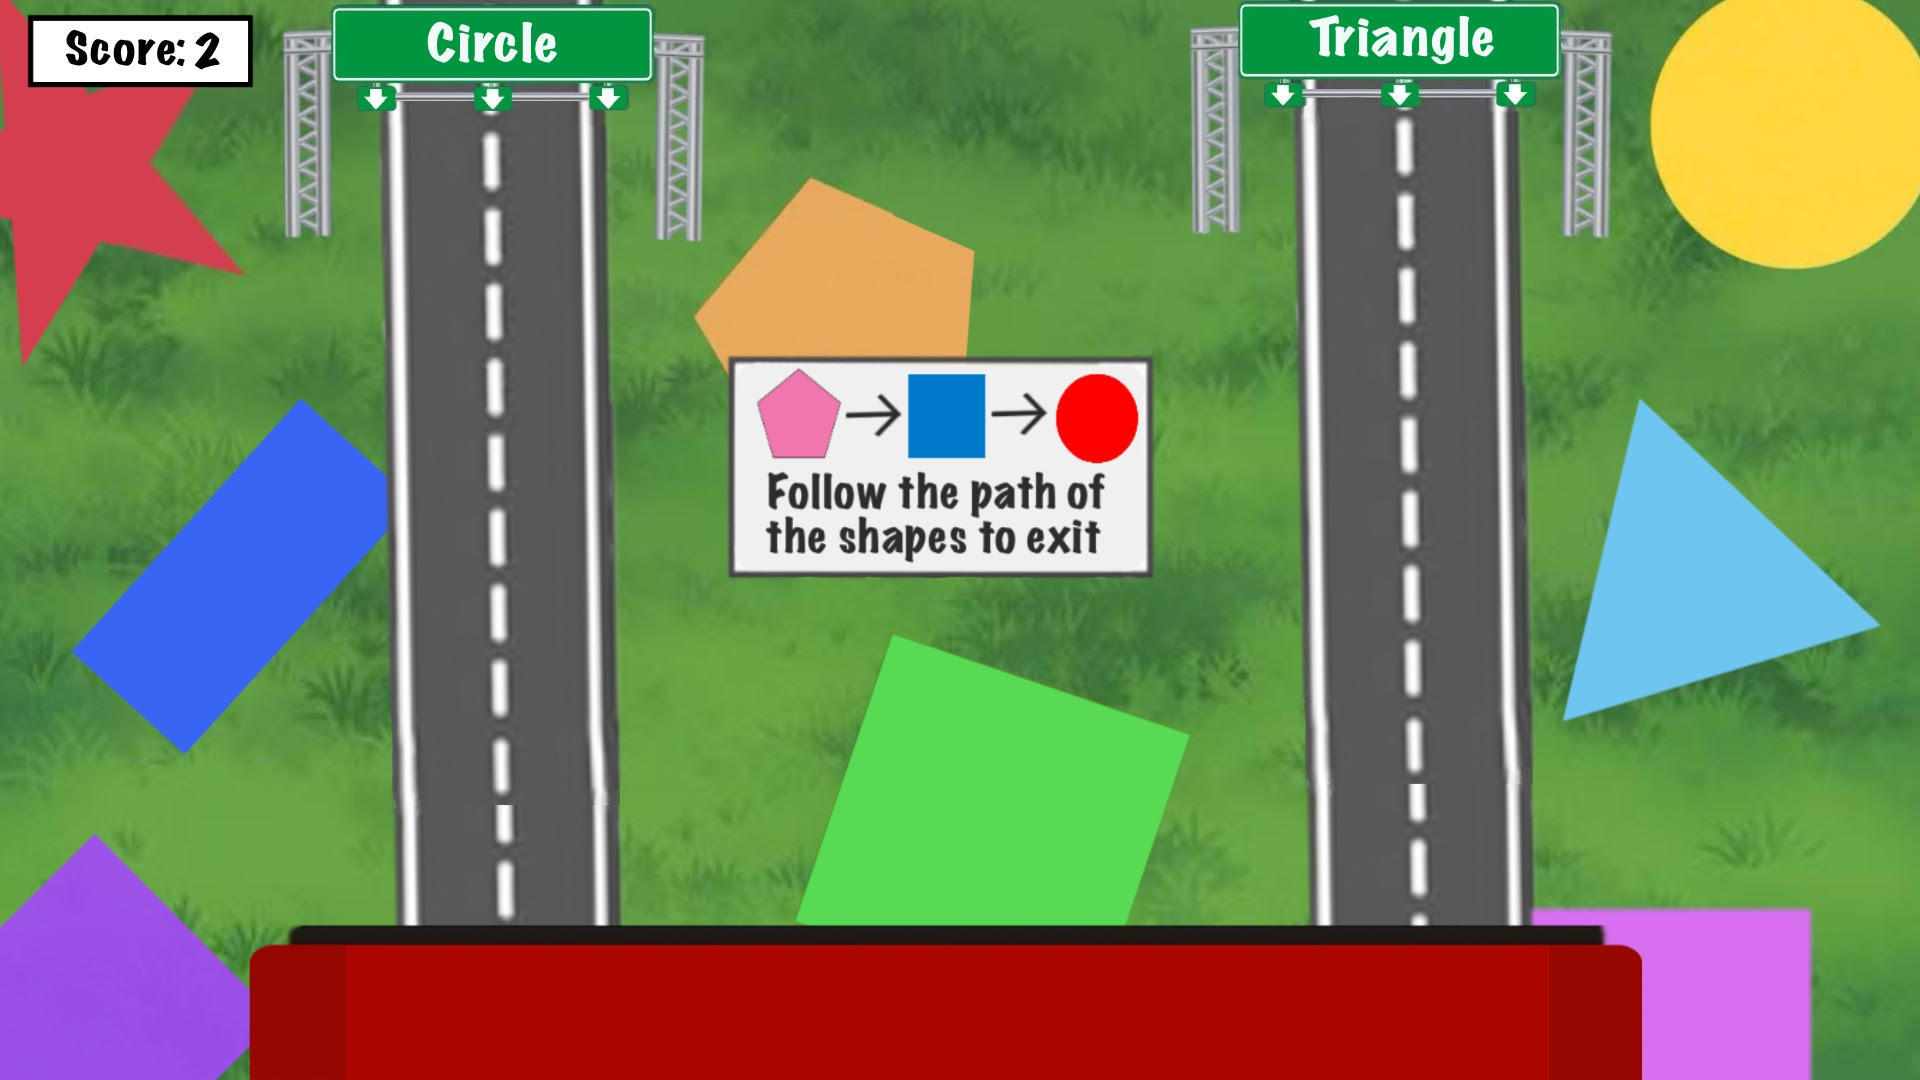 Score: 2
Circle
Triangle
Follow the path of
the shapes to exit